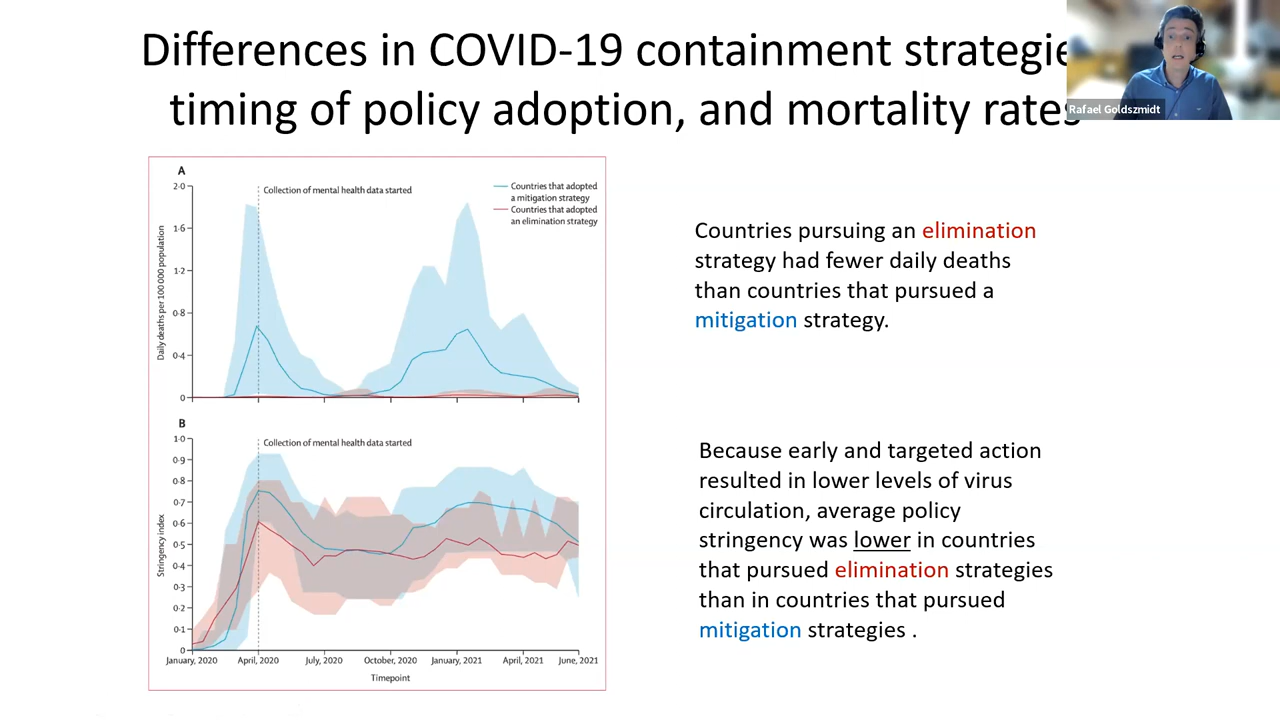 Differences in COVID-19 containment strategie
timing of policy adoption, and mortality rates
Rafael Goldszmidt
A
2·0
1·6
1·2
0·8
0·4
0
Daily deaths per 100 000 population
Collection of mental health data started
Countries that adopted
a mitigation strategy
Countries that adopted
an elimination strategy
Countries pursuing an elimination
strategy had fewer daily deaths
than countries that pursued a
mitigation strategy.
B
1·0
0·9
0·8
0·7
0·6
0·5
0·4
0·3
0·2
0·1
0
Stringency index
Collection of mental health data started
January, 2020 April, 2020 July, 2020 October, 2020 January, 2021 April, 2021 June, 2021
Timepoint
Because early and targeted action
resulted in lower levels of virus
circulation, average policy
stringency was lower in countries
that pursued elimination strategies
than in countries that pursued
mitigation strategies .